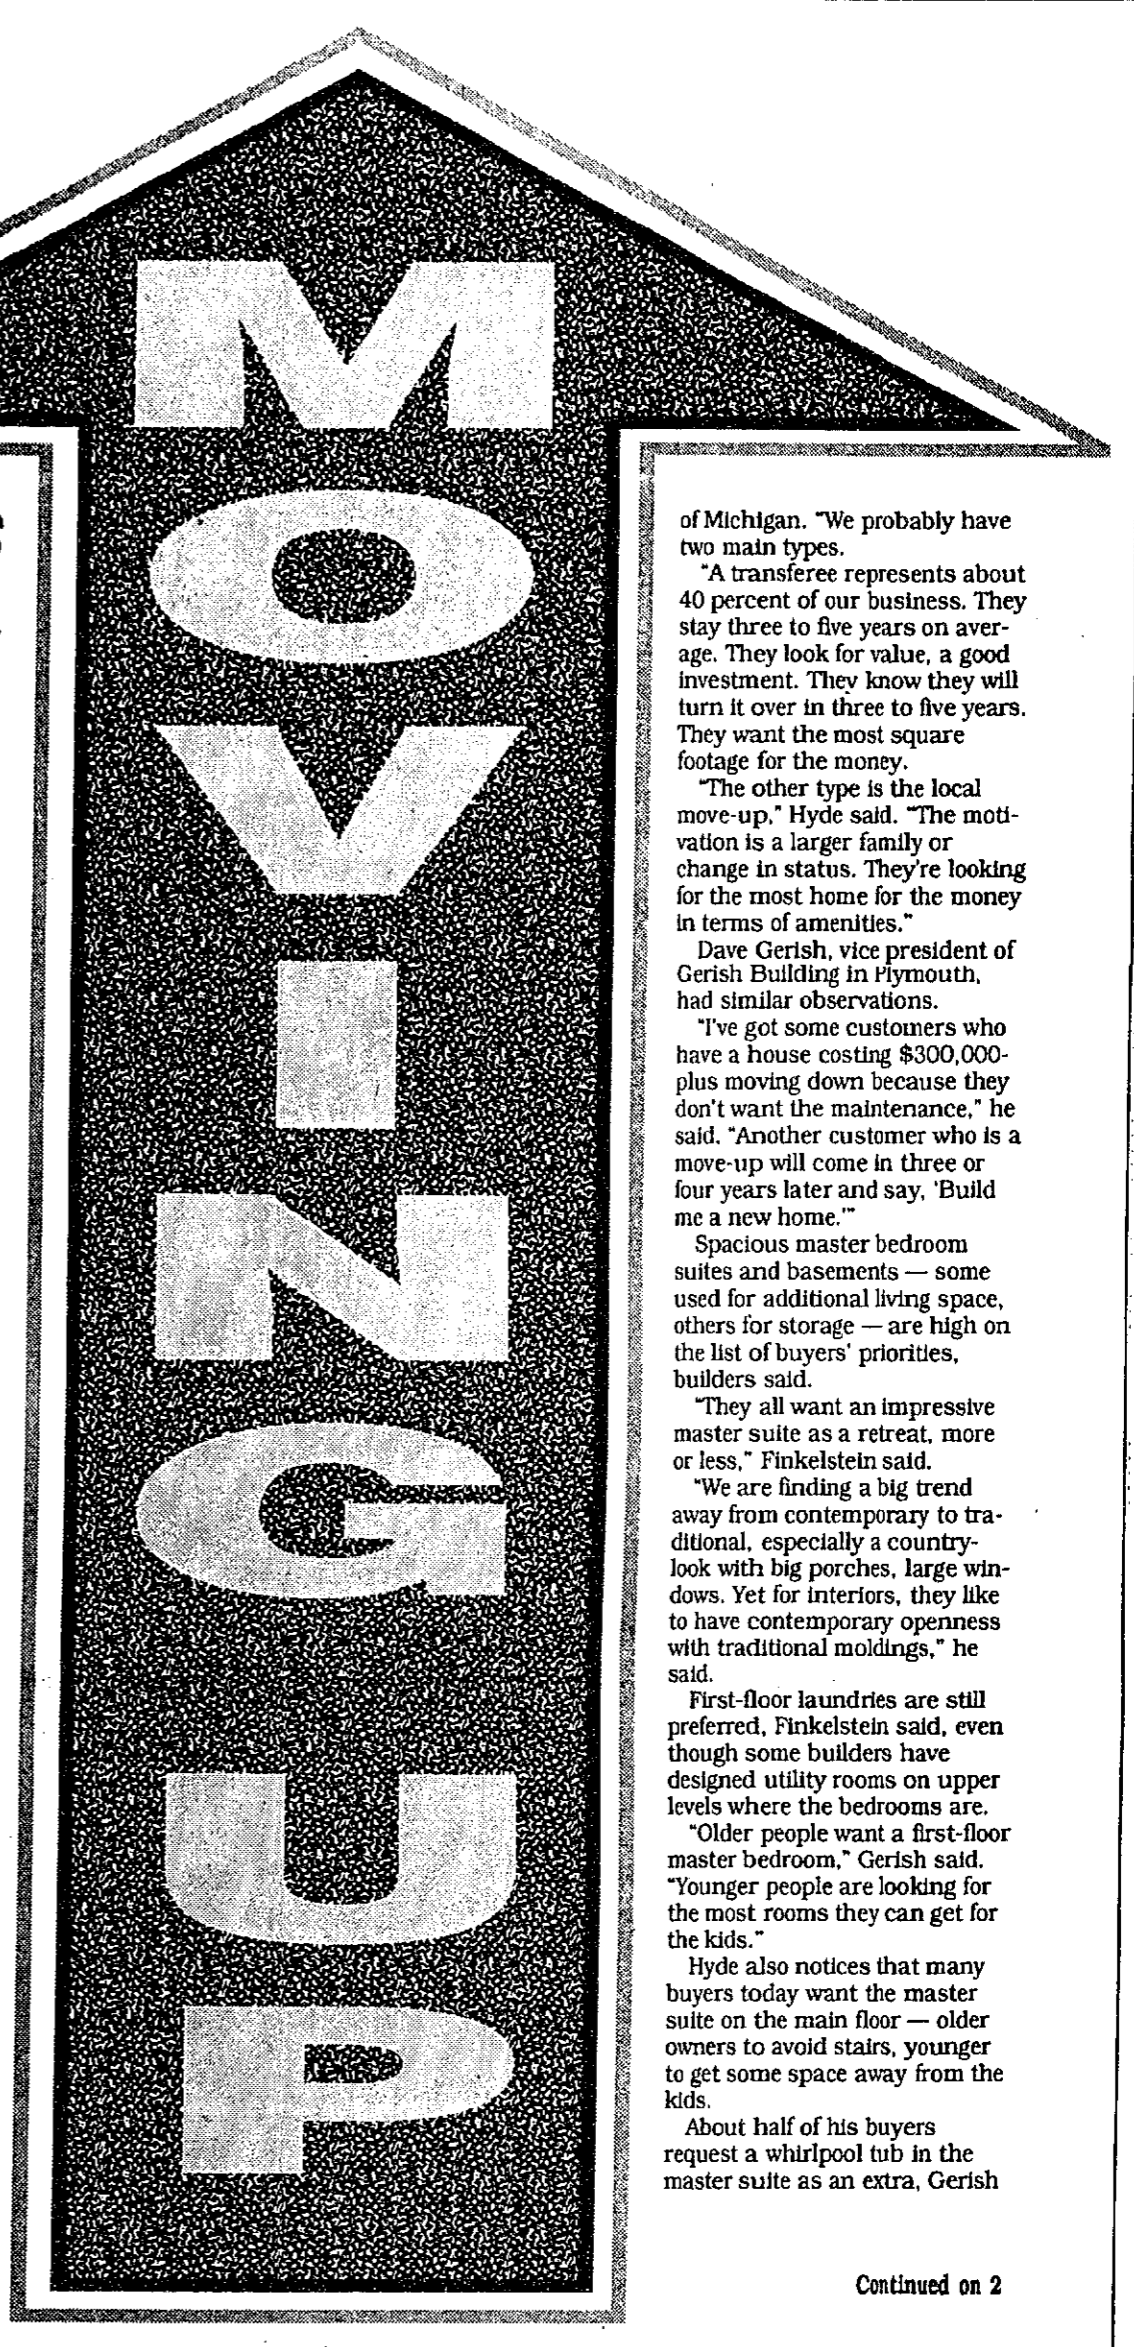 MOVING UP
of Michigan. "We probably have
two main types.
"A transferee represents about
40 percent of our business. They
stay three to five years on aver-
age. They look for value, a good
investment. They know they will
turn it over in three to five years.
They want the most square
footage for the money.
"The other type is the local
move-up," Hyde said. "The moti-
vation is a larger family or
change in status. They're looking
for the most home for the money
in terms of amenities."
Dave Gerish, vice president of
Gerish Building in Plymouth,
had similar observations.
"I've got some customers who
have a house costing $300,000-
plus moving down because they
don't want the maintenance," he
said. "Another customer who is a
move-up will come in three or
four years later and say, 'Build
me a new home.'"
Spacious master bedroom
suites and basements — some
used for additional living space,
others for storage — are high on
the list of buyers' priorities,
builders said.
"They all want an impressive
master suite as a retreat, more
or less," Finkelstein said.
"We are finding a big trend
away from contemporary to tra-
ditional, especially a country-
look with big porches, large win-
dows. Yet for interiors, they like
to have contemporary openness
with traditional moldings," he
said.
First-floor laundries are still
preferred, Finkelstein said, even
though some builders have
designed utility rooms on upper
levels where the bedrooms are.
"Older people want a first-floor
master bedroom," Gerish said.
"Younger people are looking for
the most rooms they can get for
the kids."
Hyde also notices that many
buyers today want the master
suite on the main floor — older
owners to avoid stairs, younger
to get some space away from the
kids.
About half of his buyers
request a whirlpool tub in the
master suite as an extra, Gerish
Continued on 2